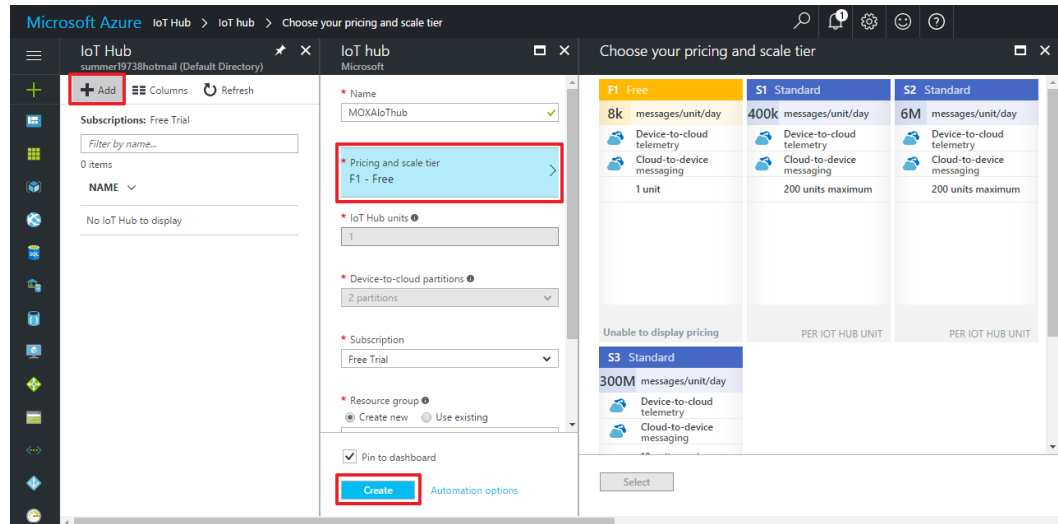 Microsoft Azure IoT Hub > IoT hub > Choose your pricing and scale tier
1
IoT Hub
summer19738hotmail (Default Directory)
Add Columns Refresh
Subscriptions: Free Trial
Filter by name...
0 items
NAME
No IoT Hub to display
IoT hub
Microsoft
* Name
MOXAIoThub
* Pricing and scale tier
F1 - Free
* IoT Hub units
1
* Device-to-cloud partitions
2 partitions
* Subscription
Free Trial
* Resource group
Create new Use existing
Pin to dashboard
Create Automation options
Choose your pricing and scale tier
F1 Free
8k messages/unit/day
Device-to-cloud
telemetry
Cloud-to-device
messaging
1 unit
Unable to display pricing
S1 Standard
400k messages/unit/day
Device-to-cloud
telemetry
Cloud-to-device
messaging
200 units maximum
PER IOT HUB UNIT
S2 Standard
6M messages/unit/day
Device-to-cloud
telemetry
Cloud-to-device
messaging
200 units maximum
PER IOT HUB UNIT
S3 Standard
300M messages/unit/day
Device-to-cloud
telemetry
Cloud-to-device
messaging
Select